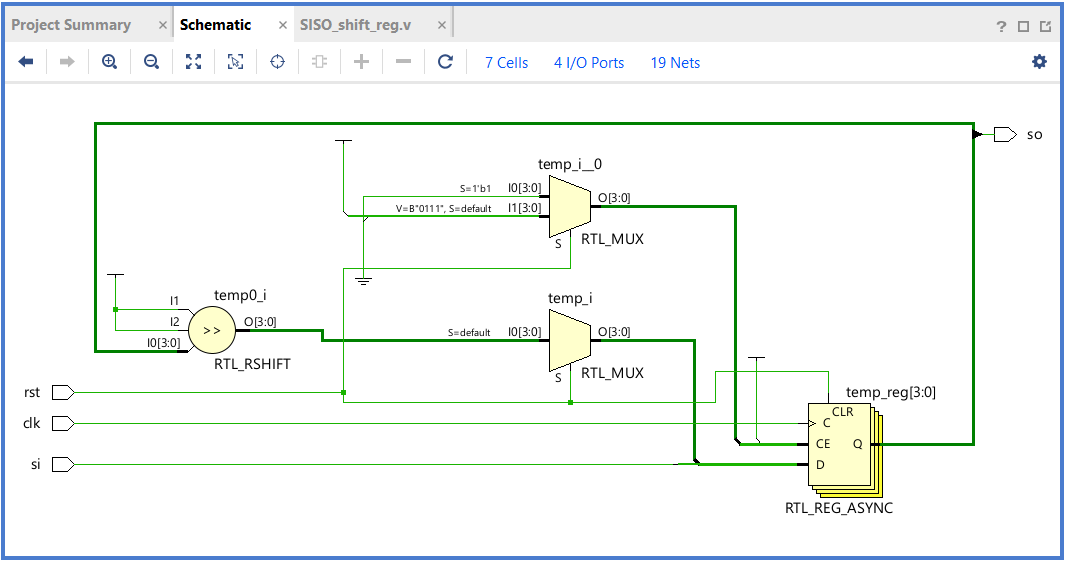 Project Summary × Schematic × SISO_shift_reg.v × ?
7 Cells 4 I/O Ports 19 Nets
so
temp_i__0
S=1'b1 I0[3:0] O[3:0]
V=B"0111", S=default I1[3:0]
S RTL_MUX
temp0_i temp_i
I1
I2 O[3:0] >> S=default I0[3:0] O[3:0]
I0[3:0]
RTL_RSHIFT S RTL_MUX
rst temp_reg[3:0]
CLR
clk C
CE Q
si D
RTL_REG_ASYNC